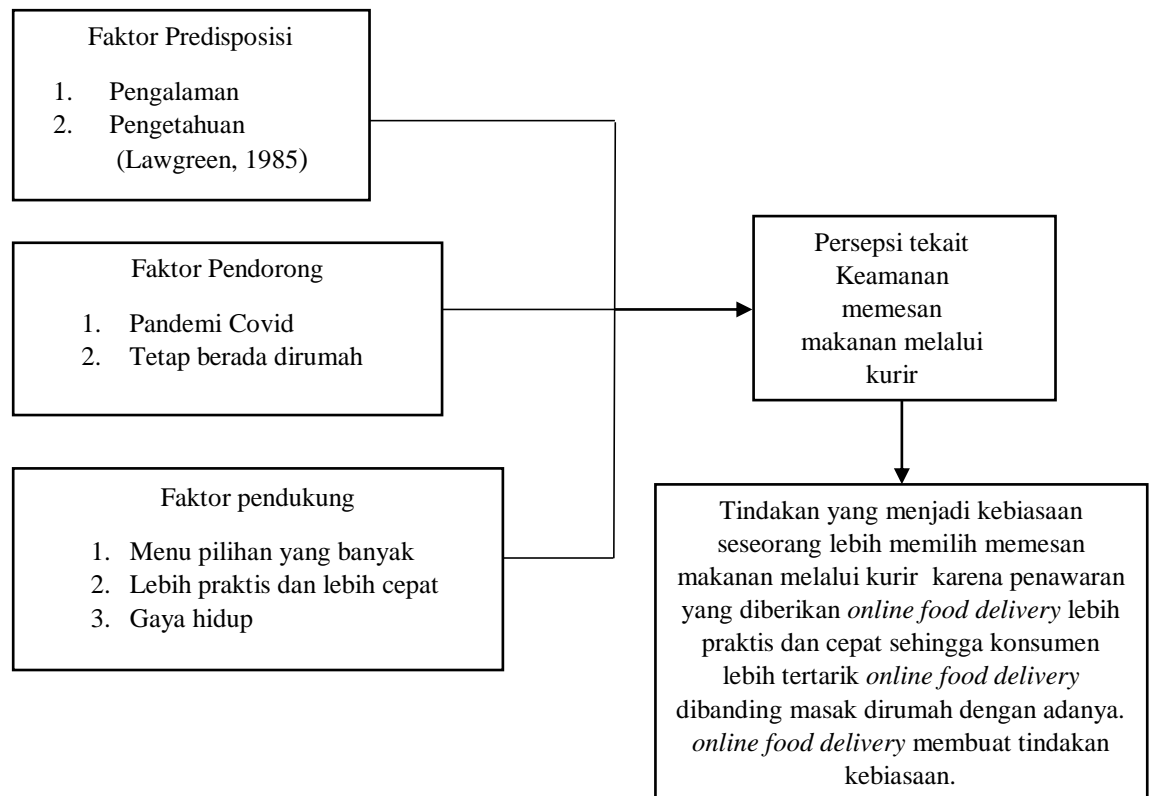 Faktor Predisposisi
1. Pengalaman
2. Pengetahuan
(Lawgreen, 1985)
Faktor Pendorong
1. Pandemi Covid
2. Tetap berada dirumah
Faktor pendukung
1. Menu pilihan yang banyak
2. Lebih praktis dan lebih cepat
3. Gaya hidup
Persepsi tekait
Keamanan
memesan
makanan melalui
kurir
Tindakan yang menjadi kebiasaan
seseorang lebih memilih memesan
makanan melalui kurir karena penawaran
yang diberikan online food delivery lebih
praktis dan cepat sehingga konsumen
lebih tertarik online food delivery
dibanding masak dirumah dengan adanya.
online food delivery membuat tindakan
kebiasaan.